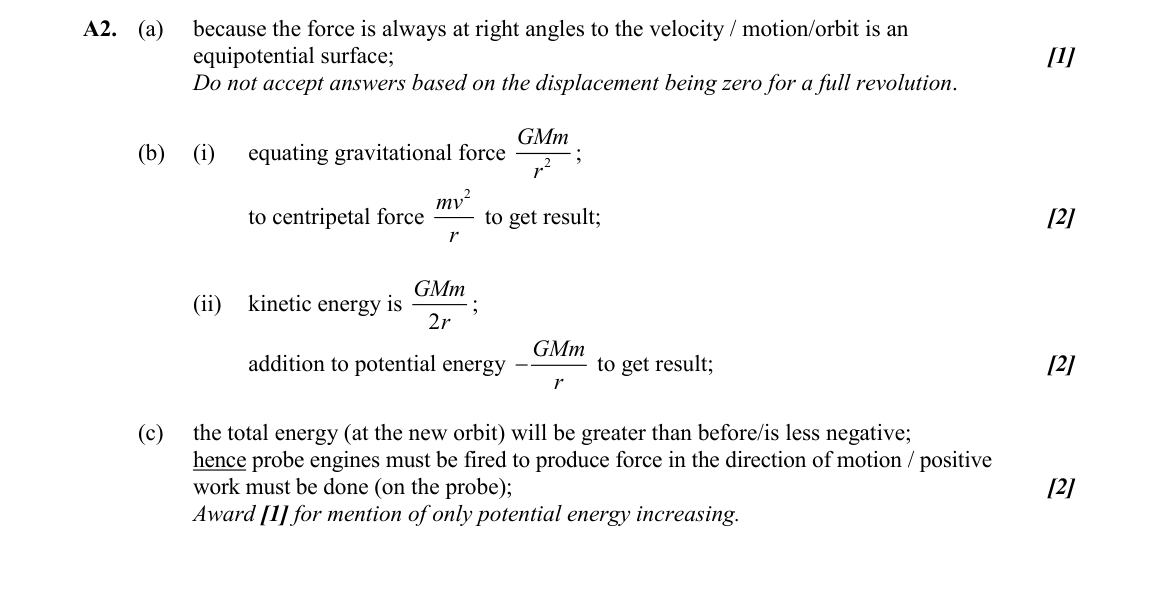 A2. (a) because the force is always at right angles to the velocity / motion/orbit is an
equipotential surface; [1]
Do not accept answers based on the displacement being zero for a full revolution.
(b) (i) equating gravitational force GMm/r² ;
to centripetal force mv²/r to get result; [2]
(ii) kinetic energy is GMm/2r ;
addition to potential energy −GMm/r to get result; [2]
(c) the total energy (at the new orbit) will be greater than before/is less negative;
hence probe engines must be fired to produce force in the direction of motion / positive
work must be done (on the probe); [2]
Award [1] for mention of only potential energy increasing.